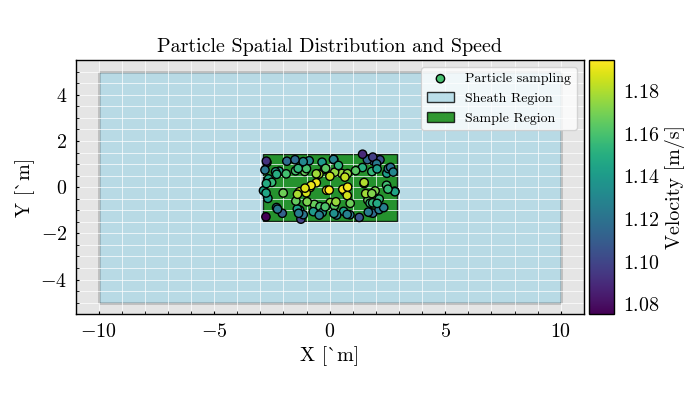 Particle Spatial Distribution and Speed
Particle sampling
Sheath Region
Sample Region
Y [`m]
4
2
0
−2
−4
−10
−5
0
5
10
X [`m]
1.18
1.16
1.14
1.12
1.10
1.08
Velocity [m/s]